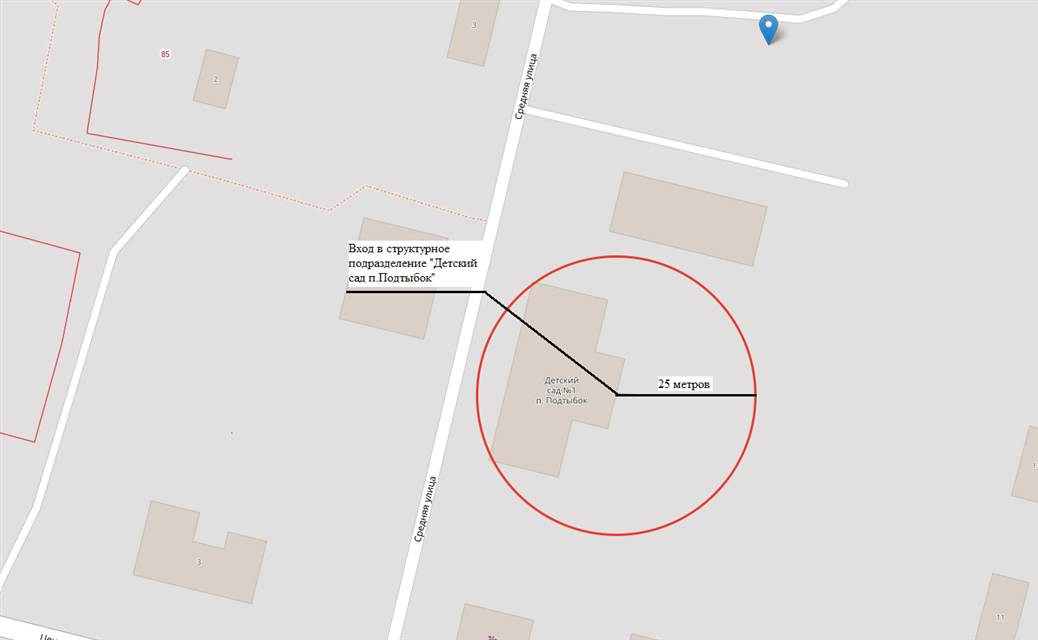 3
85
2
Средняя улица
Вход в структурное
подразделение "Детский
сад п.Подтыбок"
25 метров
Детский
сад №1
п. Подтыбок
Средняя улица
3
11